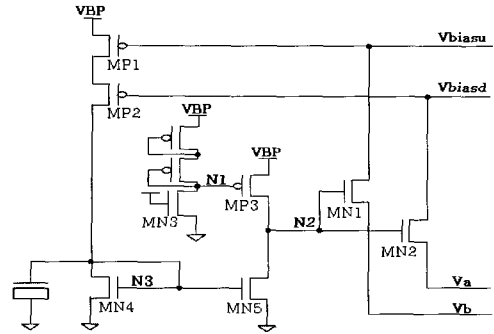 VBP
Vbiasu
MP1
Vbiasd
MP2
VBP
VBP
N1
MP3
MN1
MN3
N2
MN2
N3
MN4
MN5
Va
Vb